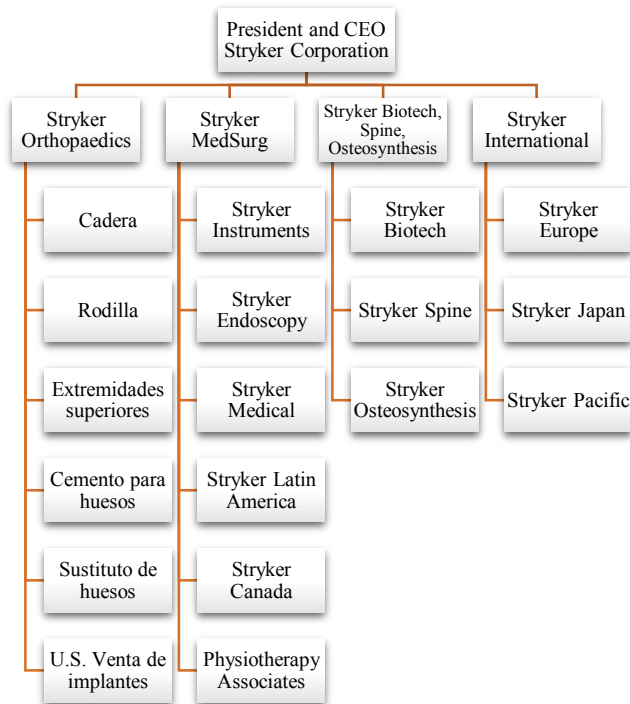 President and CEO
Stryker Corporation
Stryker
Orthopaedics
Stryker
MedSurg
Stryker Biotech,
Spine,
Osteosynthesis
Stryker
International
Cadera
Rodilla
Extremidades
superiores
Cemento para
huesos
Sustituto de
huesos
U.S. Venta de
implantes
Stryker
Instruments
Stryker
Endoscopy
Stryker
Medical
Stryker Latin
America
Stryker
Canada
Physiotherapy
Associates
Stryker
Biotech
Stryker Spine
Stryker
Osteosynthesis
Stryker
Europe
Stryker Japan
Stryker Pacific